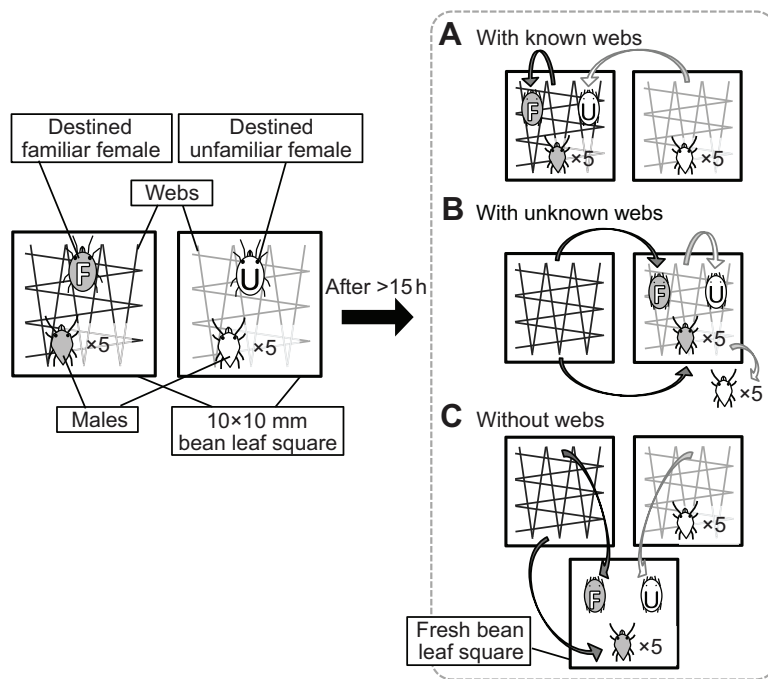 Destined
familiar female
Destined
unfamiliar female
Webs
F
U
×5
×5
Males
10×10 mm
bean leaf square
After >15 h
A With known webs
F
U
×5
×5
B With unknown webs
F
U
×5
×5
C Without webs
×5
F
U
×5
Fresh bean
leaf square